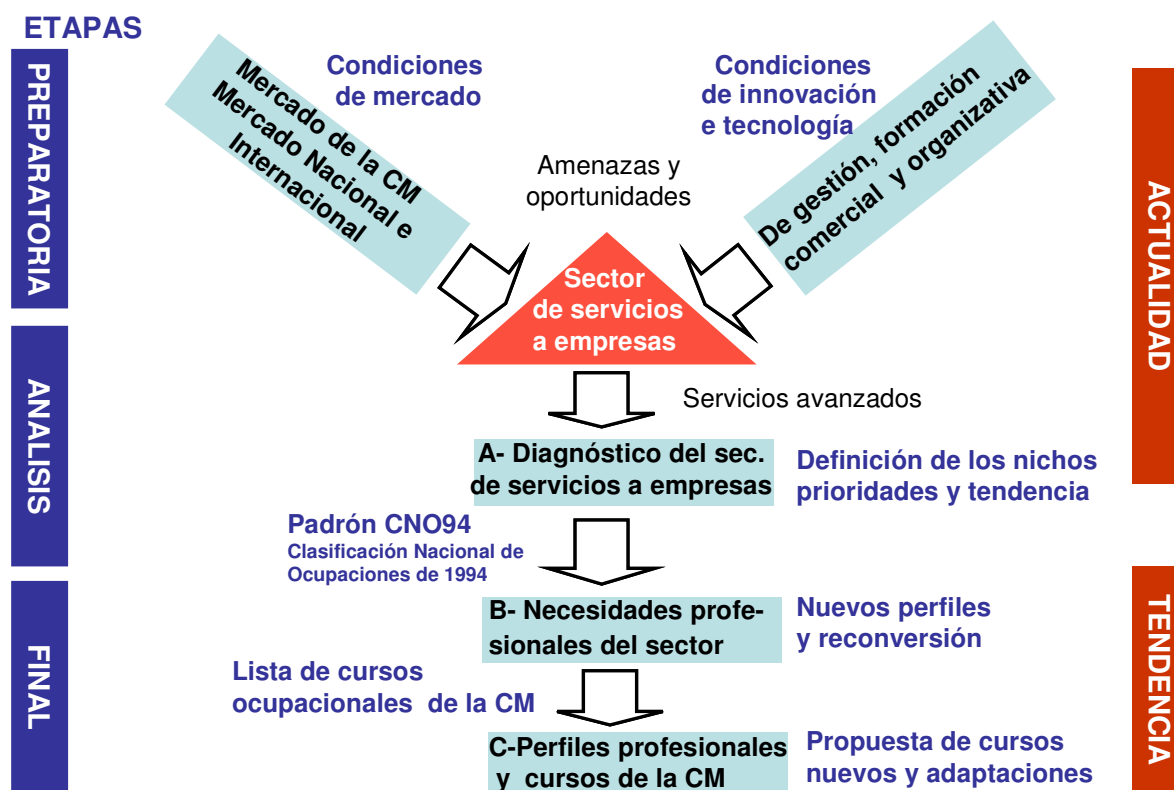 ETAPAS
PREPARATORIA
Mercado de la CM
Mercado Nacional e
Internacional
Condiciones
de mercado
Condiciones
de innovación
e tecnología
De gestión, formación
comercial y organizativa
Amenazas y
oportunidades
Sector
de servicios
a empresas
ACTUALIDAD
ANALISIS
Servicios avanzados
A- Diagnóstico del sec.
de servicios a empresas
Definición de los nichos
prioridades y tendencia
Padrón CNO94
Clasificación Nacional de
Ocupaciones de 1994
FINAL
B- Necesidades profe-
sionales del sector
Nuevos perfiles
y reconversión
TENDENCIA
Lista de cursos
ocupacionales de la CM
C-Perfiles profesionales
y cursos de la CM
Propuesta de cursos
nuevos y adaptaciones